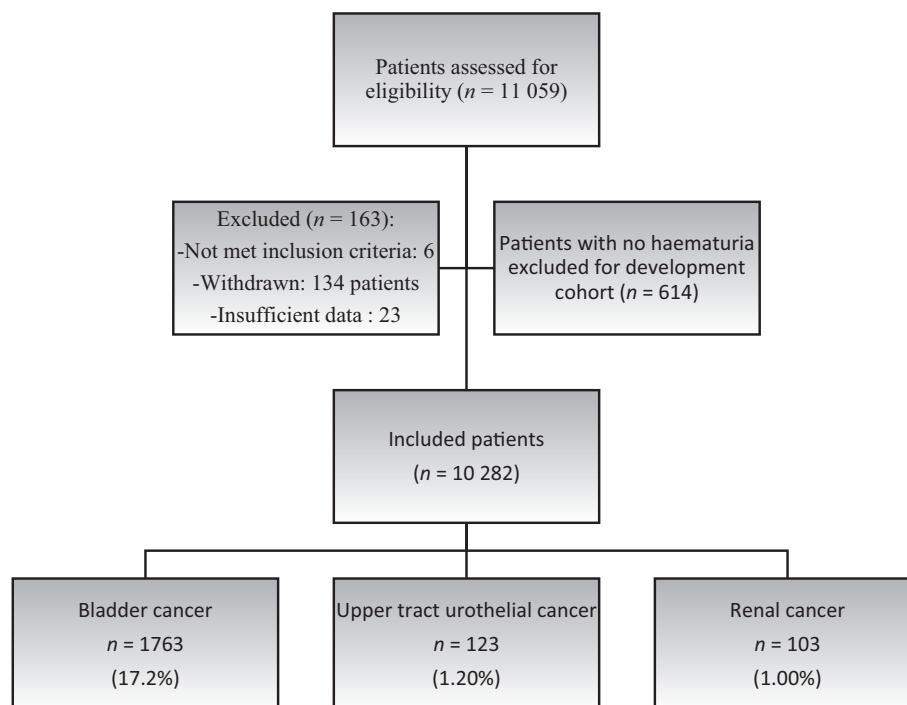 Patients assessed for
eligibility (n = 11 059)
Excluded (n = 163):
-Not met inclusion criteria: 6
-Withdrawn: 134 patients
-Insufficient data : 23
Patients with no haematuria
excluded for development
cohort (n = 614)
Included patients
(n = 10 282)
Bladder cancer
n = 1763
(17.2%)
Upper tract urothelial cancer
n = 123
(1.20%)
Renal cancer
n = 103
(1.00%)